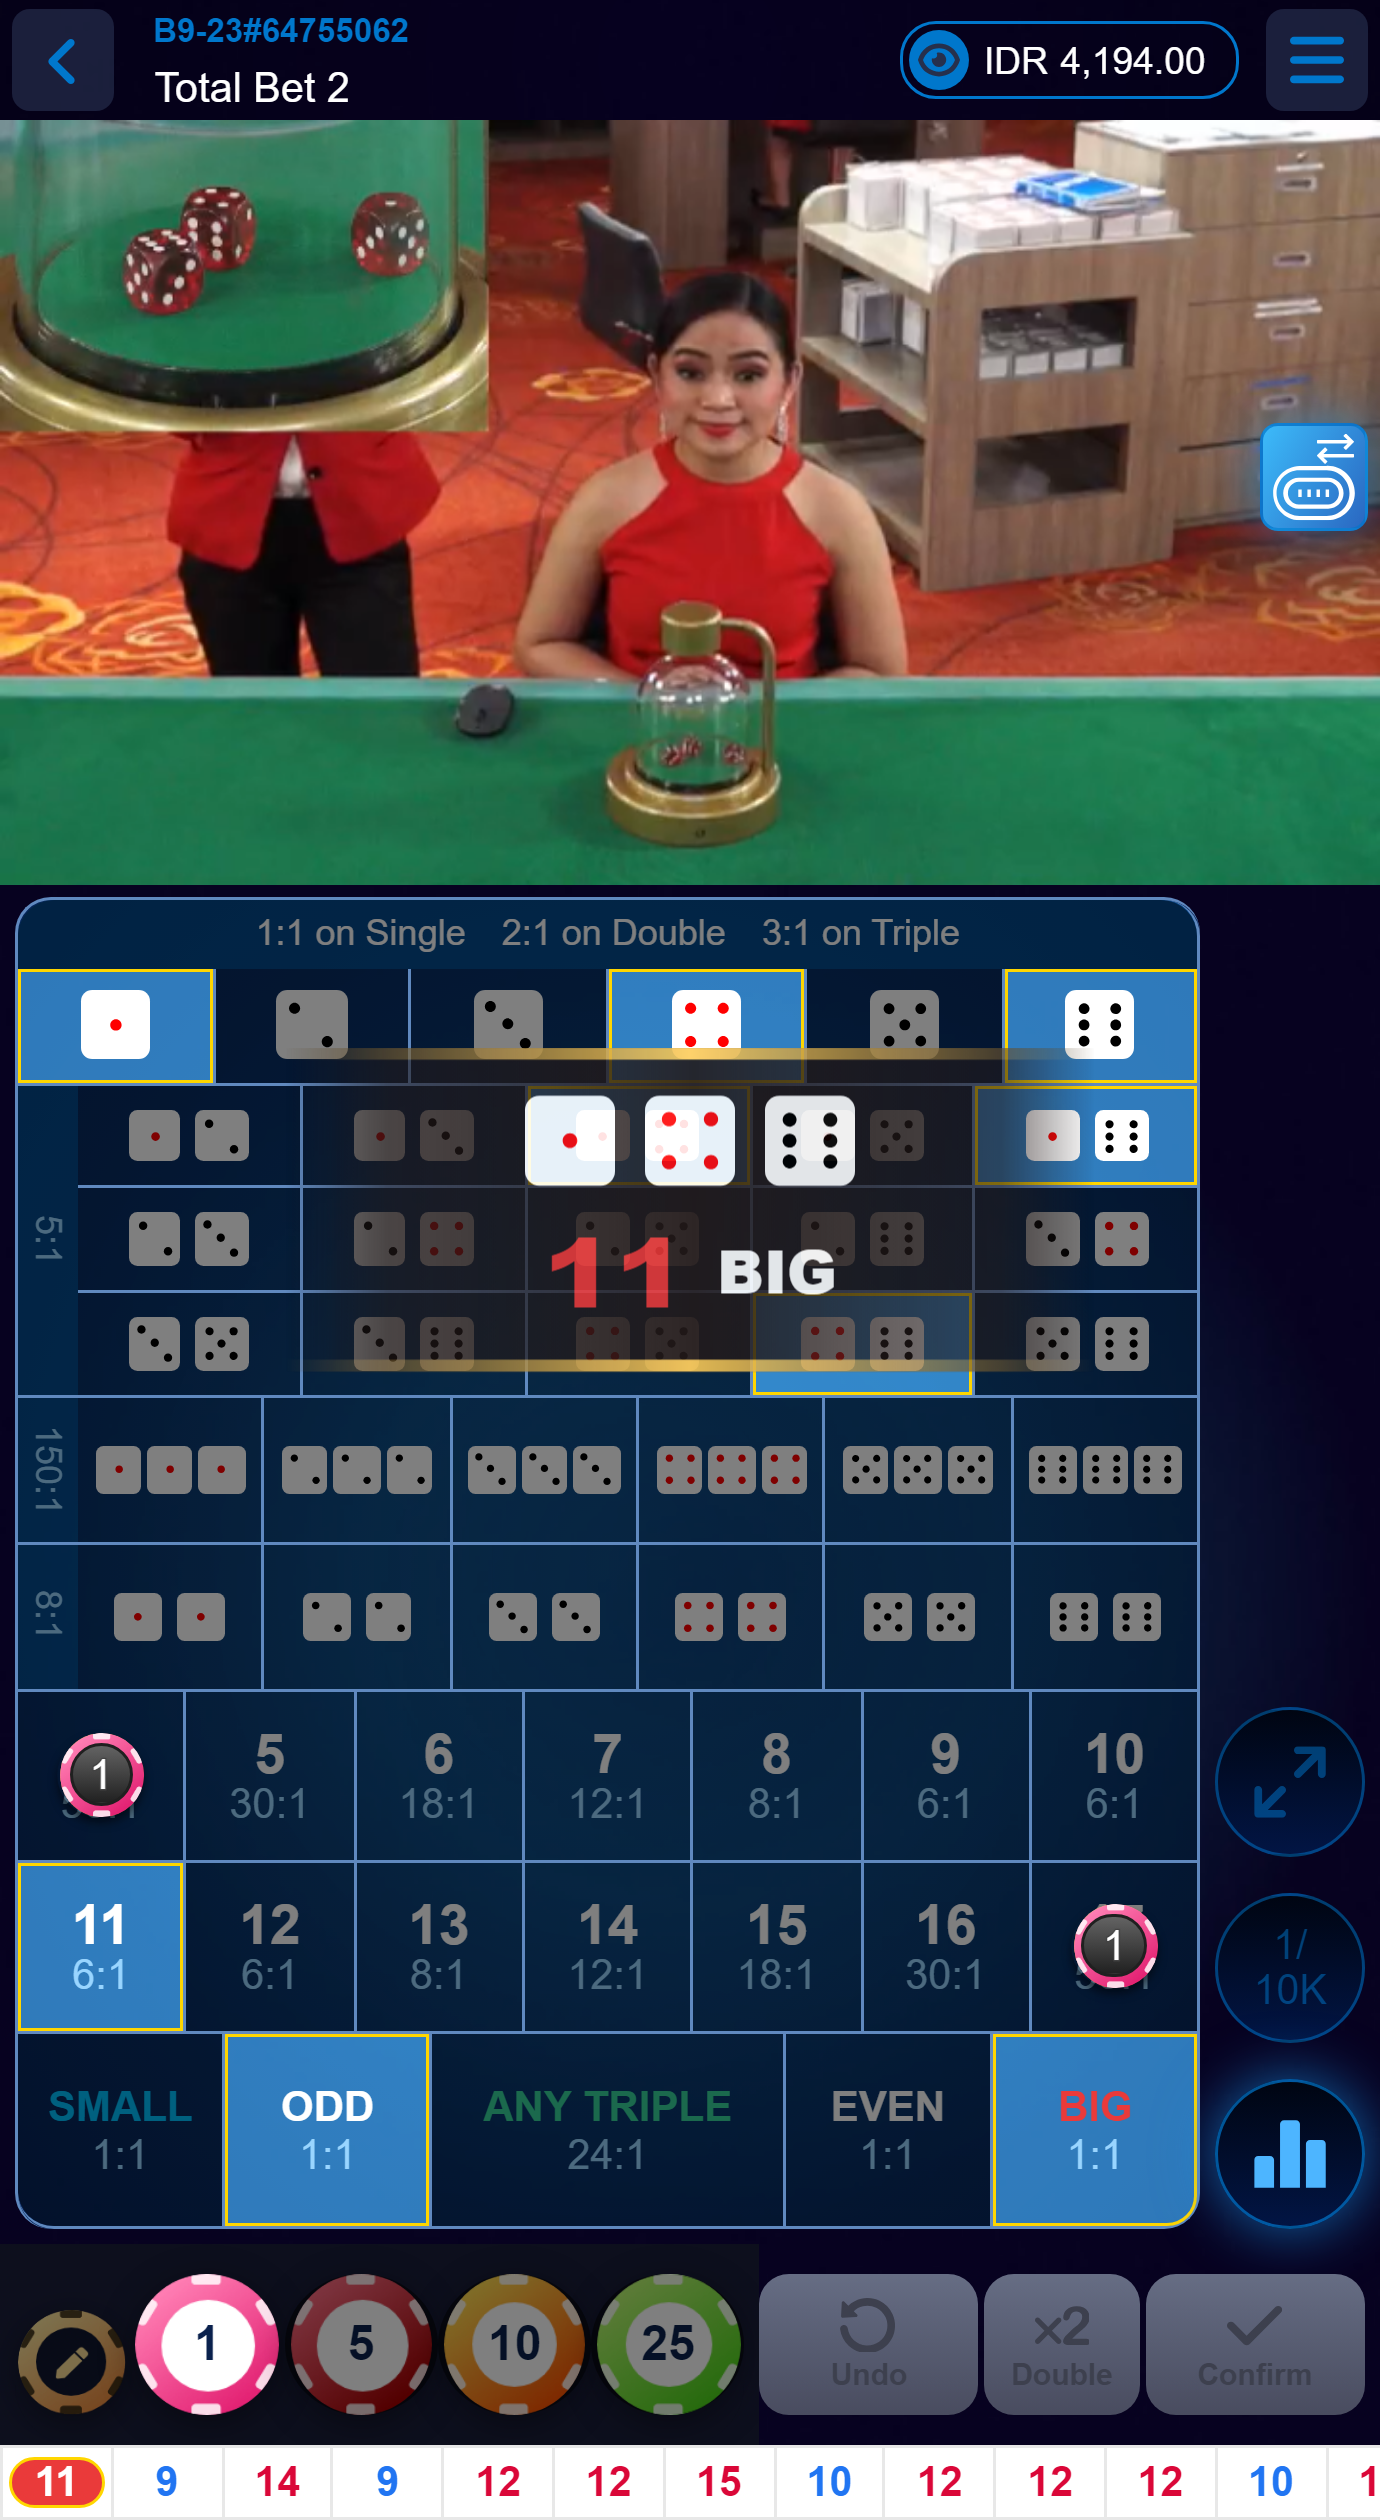 B9-23#64755062
Total Bet 2
IDR 4,194.00
1:1 on Single 2:1 on Double 3:1 on Triple
5:1
11 BIG
150:1
8:1
1
5 6 7 8 9 10
30:1 18:1 12:1 8:1 6:1 6:1
11 12 13 14 15 16 1
6:1 6:1 8:1 12:1 18:1 30:1
1/
10K
SMALL ODD ANY TRIPLE EVEN BIG
1:1 1:1 24:1 1:1 1:1
1 5 10 25
x2
Undo Double Confirm
11 9 14 9 12 12 15 10 12 12 12 10